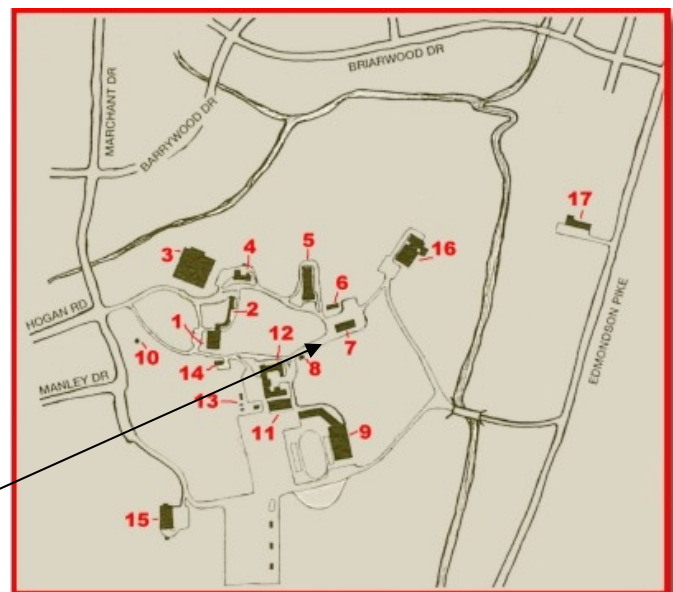 BRIARWOOD DR
MARCHANT DR
BARRYWOOD DR
17
3
4
5
16
6
HOGAN RD
2
1
12
7
EDMONDSON PIKE
10
8
14
MANLEY DR
13
11
9
15